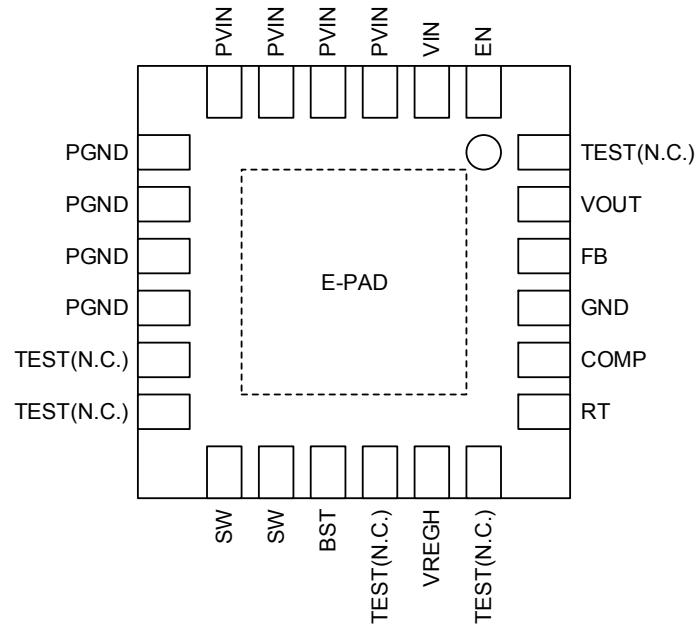 PVIN
PVIN
PVIN
PVIN
VIN
EN
PGND
PGND
PGND
PGND
TEST(N.C.)
TEST(N.C.)
E-PAD
TEST(N.C.)
VOUT
FB
GND
COMP
RT
SW
SW
BST
TEST(N.C.)
VREGH
TEST(N.C.)